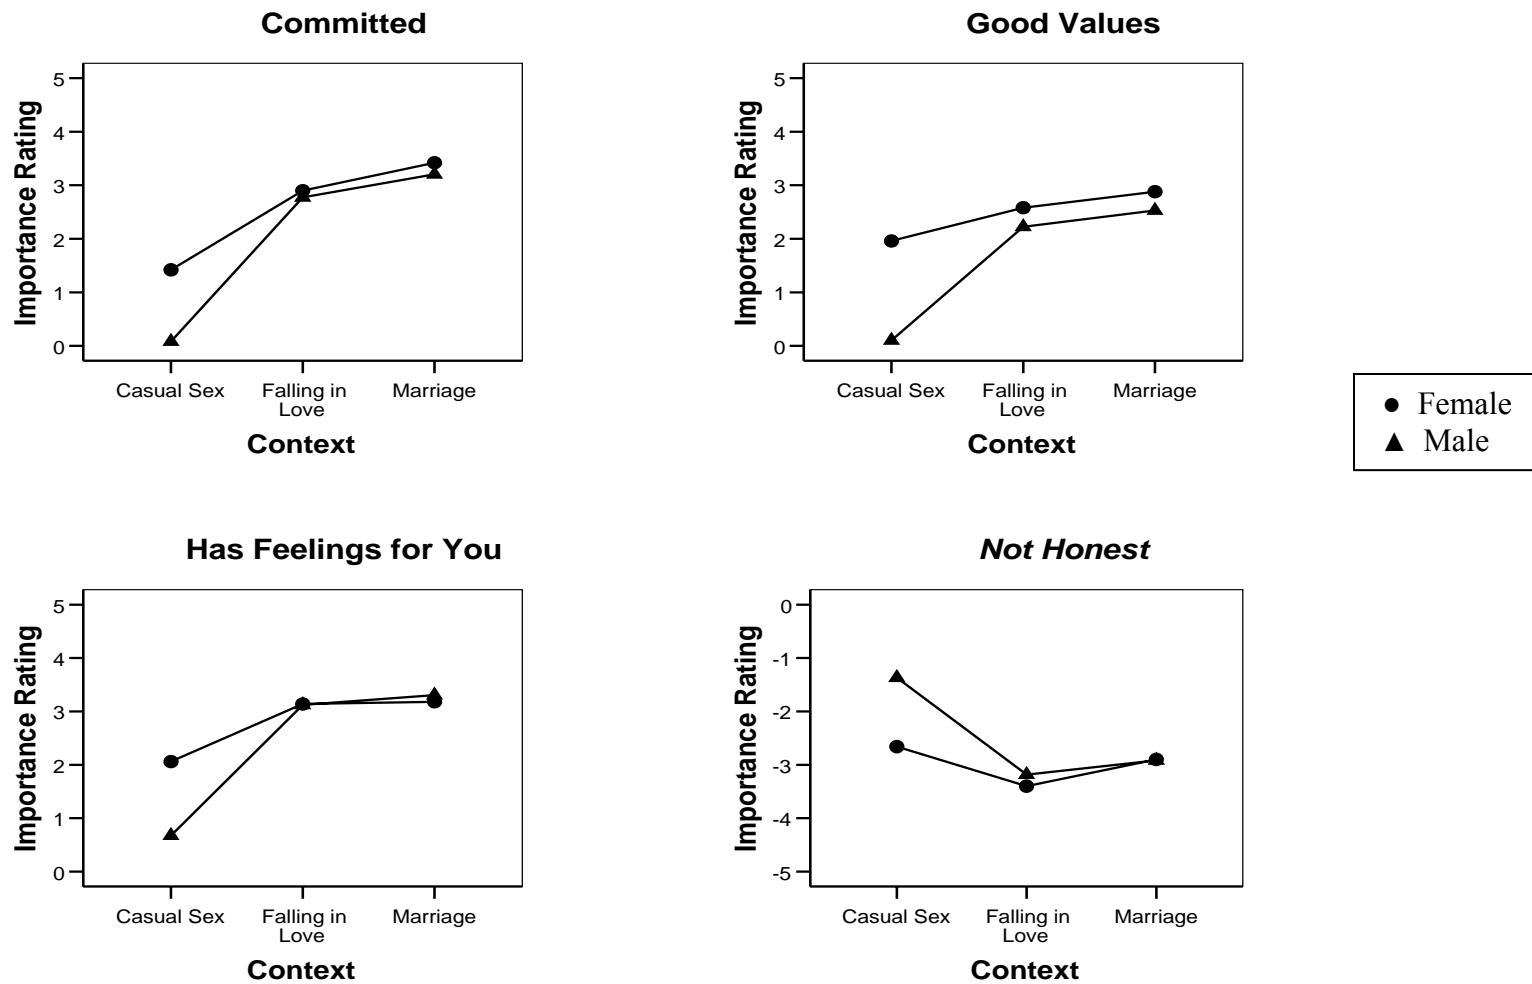 Committed
5
4
3
2
1
0
Importance Rating
Casual Sex
Falling in
Love
Marriage
Context
Good Values
5
4
3
2
1
0
Importance Rating
Casual Sex
Falling in
Love
Marriage
Context
Female
Male
Has Feelings for You
5
4
3
2
1
0
Importance Rating
Casual Sex
Falling in
Love
Marriage
Context
Not Honest
0
-1
-2
-3
-4
-5
Importance Rating
Casual Sex
Falling in
Love
Marriage
Context